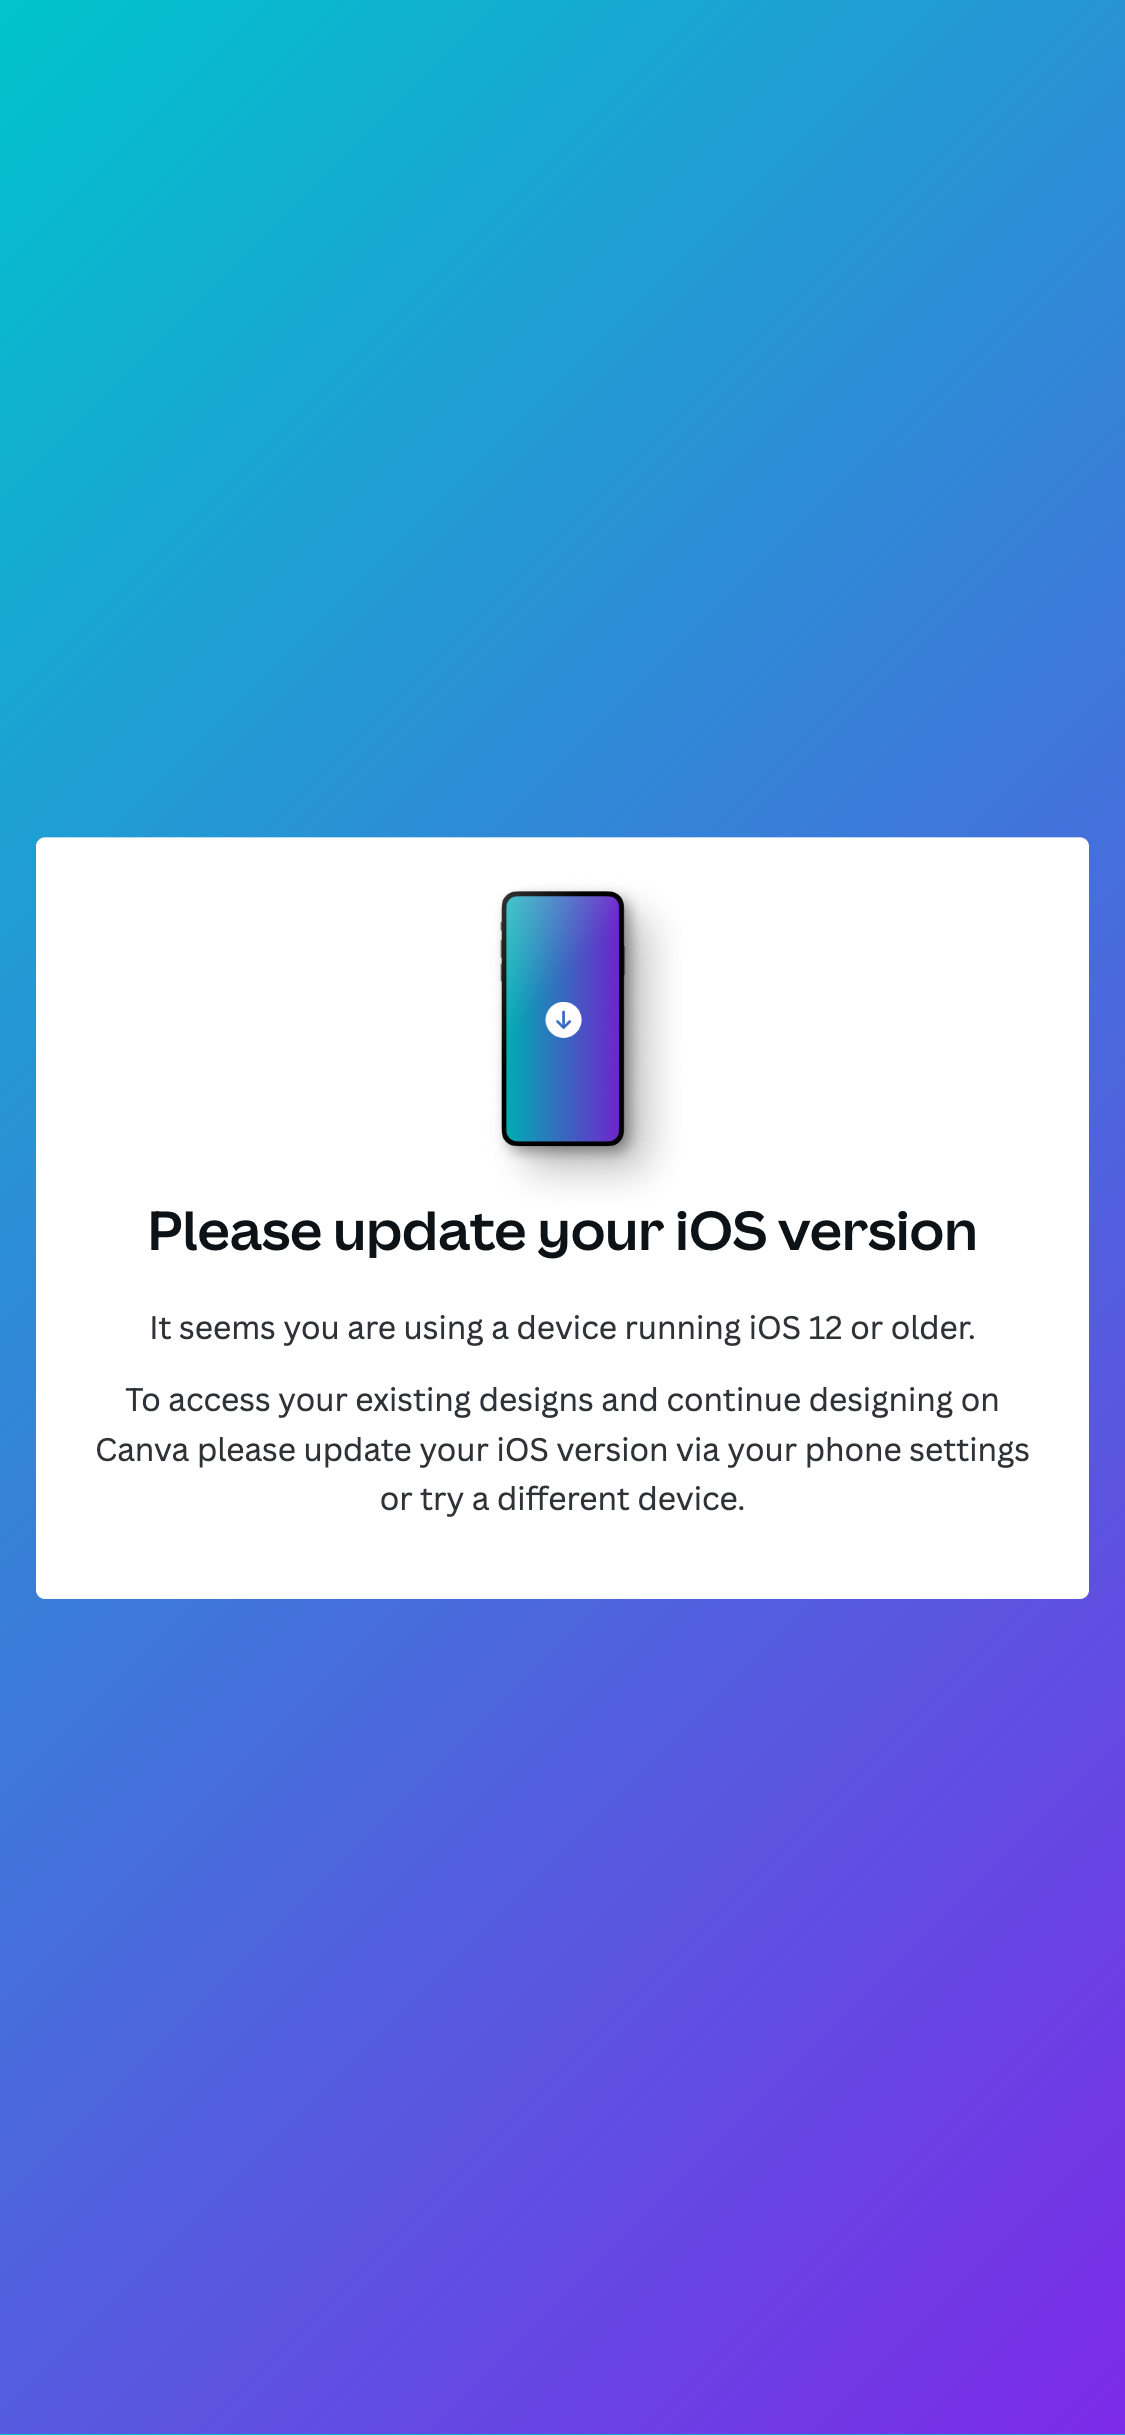 Please update your iOS version
It seems you are using a device running iOS 12 or older.
To access your existing designs and continue designing on
Canva please update your iOS version via your phone settings
or try a different device.